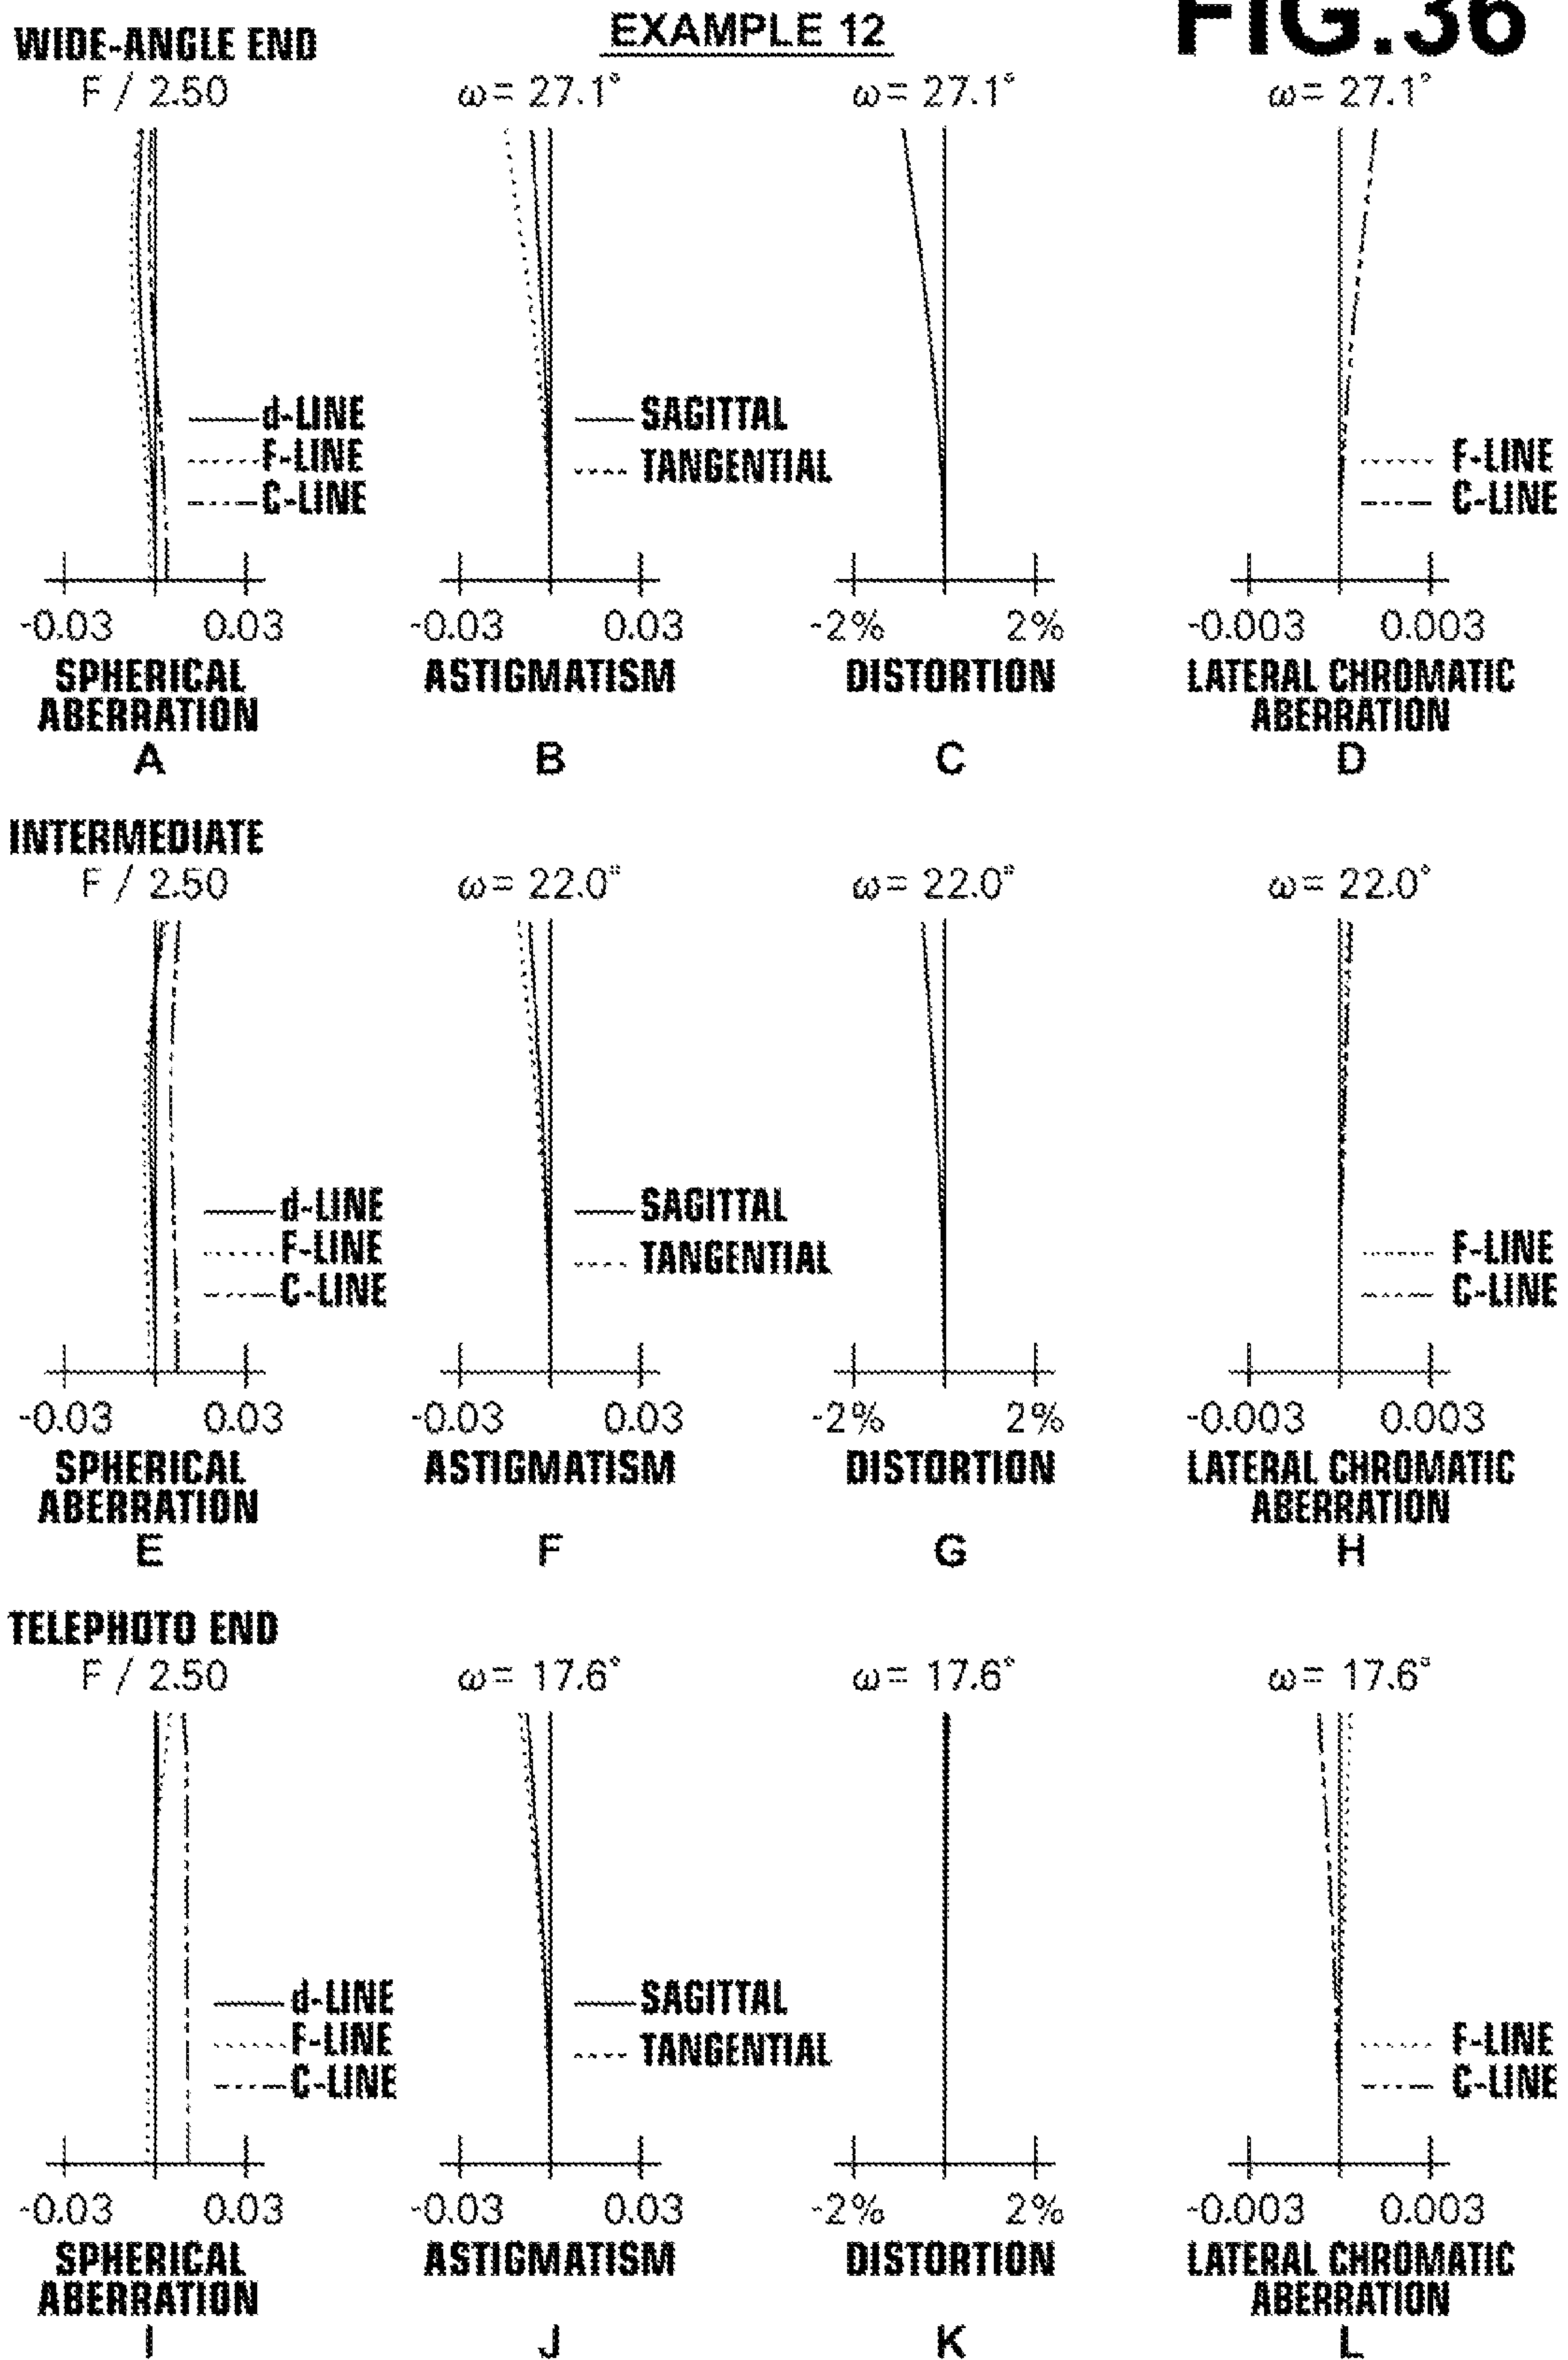 FIG.36
EXAMPLE 12
WIDE-ANGLE END
F / 2.50
ω= 27.1°
ω= 27.1°
ω= 27.1°
d-LINE
F-LINE
C-LINE
SAGITTAL
TANGENTIAL
F-LINE
C-LINE
-0.03 0.03
-0.03 0.03
-2% 2%
-0.003 0.003
SPHERICAL
ABERRATION
ASTIGMATISM
DISTORTION
LATERAL CHROMATIC
ABERRATION
A
B
C
D
INTERMEDIATE
F / 2.50
ω= 22.0°
ω= 22.0°
ω= 22.0°
d-LINE
F-LINE
C-LINE
SAGITTAL
TANGENTIAL
F-LINE
C-LINE
-0.03 0.03
-0.03 0.03
-2% 2%
-0.003 0.003
SPHERICAL
ABERRATION
ASTIGMATISM
DISTORTION
LATERAL CHROMATIC
ABERRATION
E
F
G
H
TELEPHOTO END
F / 2.50
ω= 17.6°
ω= 17.6°
ω= 17.6°
d-LINE
F-LINE
C-LINE
SAGITTAL
TANGENTIAL
F-LINE
C-LINE
-0.03 0.03
-0.03 0.03
-2% 2%
-0.003 0.003
SPHERICAL
ABERRATION
ASTIGMATISM
DISTORTION
LATERAL CHROMATIC
ABERRATION
I
J
K
L